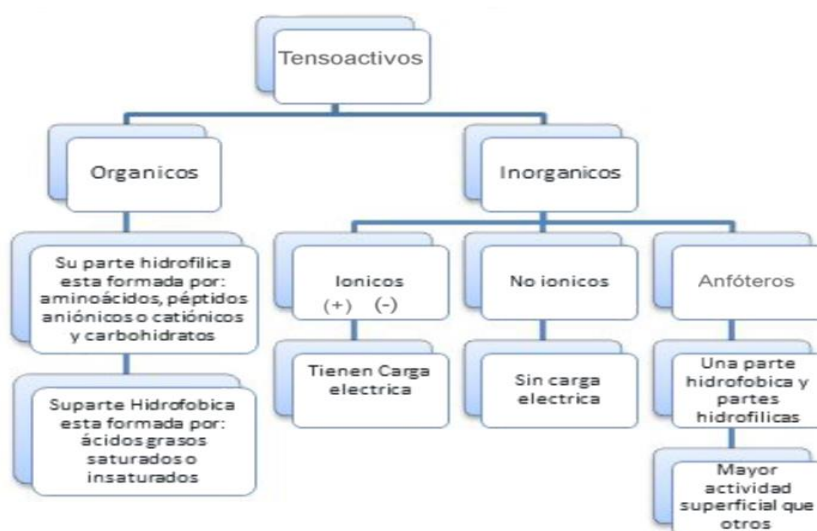 Tensoactivos
Organicos
Inorganicos
Su parte hidrofilica
esta formada por:
aminoácidos, péptidos
aniónicos o catiónicos
y carbohidratos
Suparte Hidrofobica
esta formada por:
ácidos grasos
saturados o
insaturados
Ionicos
(+) (-)
Tienen Carga
electrica
No ionicos
Sin carga
electrica
Anfóteros
Una parte
hidrofobica y
partes
hidrofilicas
Mayor
actividad
superficial que
otros